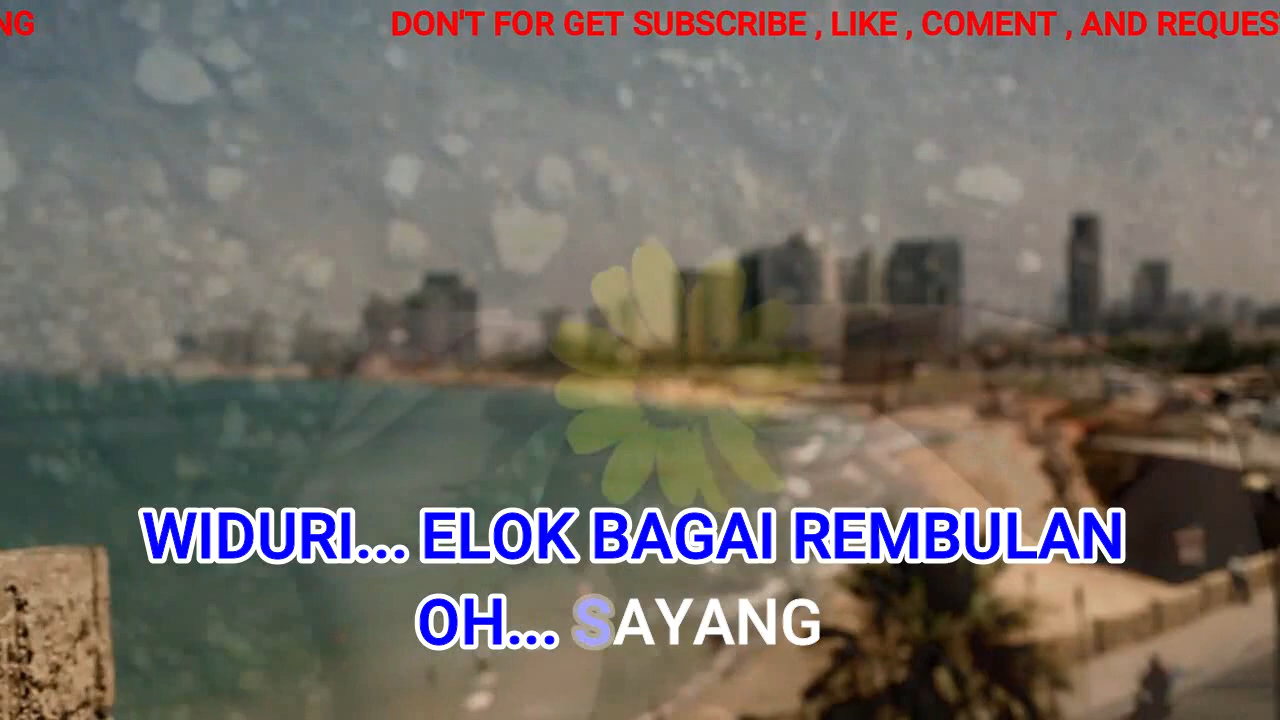 NG DON'T FOR GET SUBSCRIBE , LIKE , COMENT , AND REQUES
WIDURI... ELOK BAGAI REMBULAN
OH... SAYANG